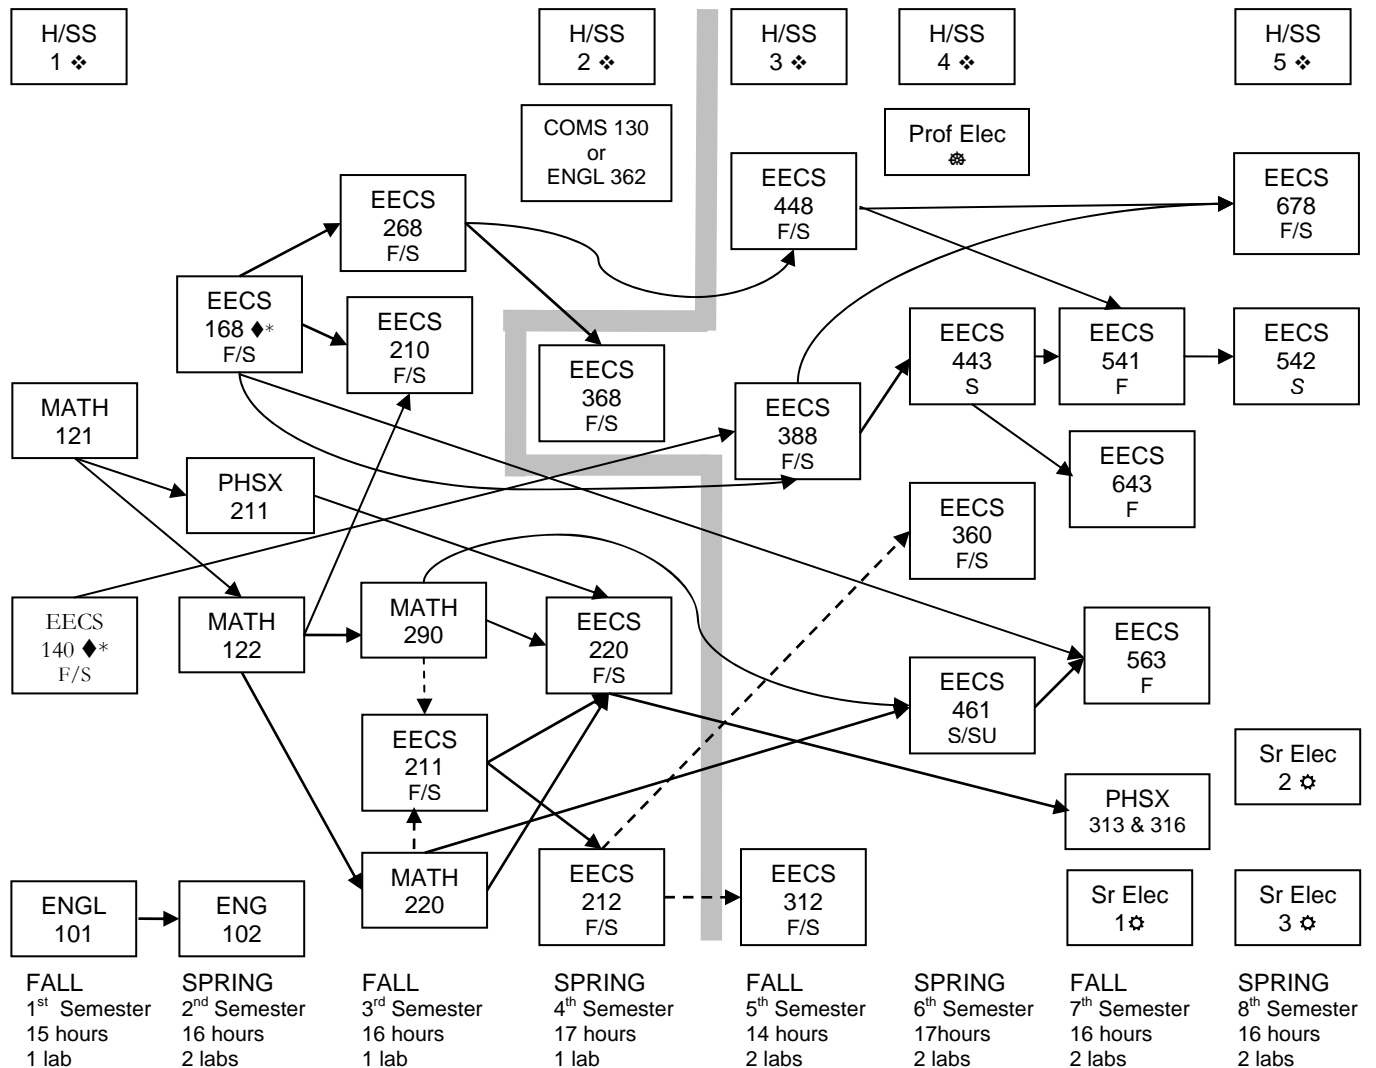 H/SS
1 ❖
H/SS
2 ❖
H/SS
3 ❖
H/SS
4 ❖
H/SS
5 ❖
COMS 130
or
ENGL 362
Prof Elec
☸
EECS
448
F/S
EECS
678
F/S
EECS
268
F/S
EECS
168 ♦*
F/S
EECS
210
F/S
EECS
368
F/S
EECS
443
S
EECS
541
F
EECS
542
S
MATH
121
EECS
388
F/S
EECS
643
F
PHSX
211
EECS
360
F/S
EECS
140 ♦*
F/S
MATH
122
MATH
290
EECS
220
F/S
EECS
563
F
EECS
461
S/SU
EECS
211
F/S
Sr Elec
2 ✡
PHSX
313 & 316
MATH
220
EECS
212
F/S
EECS
312
F/S
ENGL
101
ENG
102
Sr Elec
1✡
Sr Elec
3 ✡
FALL
1st Semester
15 hours
1 lab
SPRING
2nd Semester
16 hours
2 labs
FALL
3rd Semester
16 hours
1 lab
SPRING
4th Semester
17 hours
1 lab
FALL
5th Semester
14 hours
2 labs
SPRING
6th Semester
17hours
2 labs
FALL
7th Semester
16 hours
2 labs
SPRING
8th Semester
16 hours
2 labs